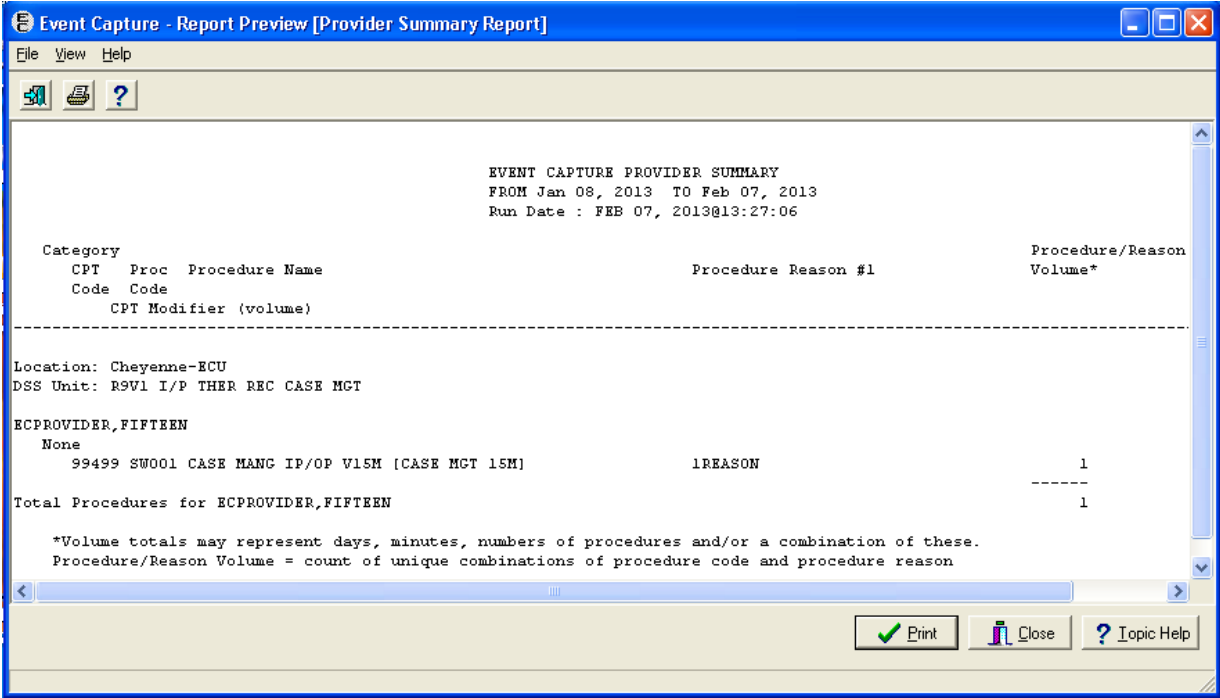 Event Capture - Report Preview [Provider Summary Report]
File View Help
EVENT CAPTURE PROVIDER SUMMARY
FROM Jan 08, 2013 TO Feb 07, 2013
Run Date : FEB 07, 2013@13:27:06
Category Procedure/Reason
CPT Proc Procedure Name Procedure Reason #1 Volume*
Code Code
CPT Modifier (volume)
--------------------------------------------------------------------------------------------------------------------------
Location: Cheyenne-ECU
DSS Unit: R9V1 I/P THER REC CASE MGT
ECPROVIDER,FIFTEEN
None
99499 SW001 CASE MANG IP/OP V15M [CASE MGT 15M] 1REASON 1
------
Total Procedures for ECPROVIDER,FIFTEEN 1
*Volume totals may represent days, minutes, numbers of procedures and/or a combination of these.
Procedure/Reason Volume = count of unique combinations of procedure code and procedure reason
Print Close ? Topic Help